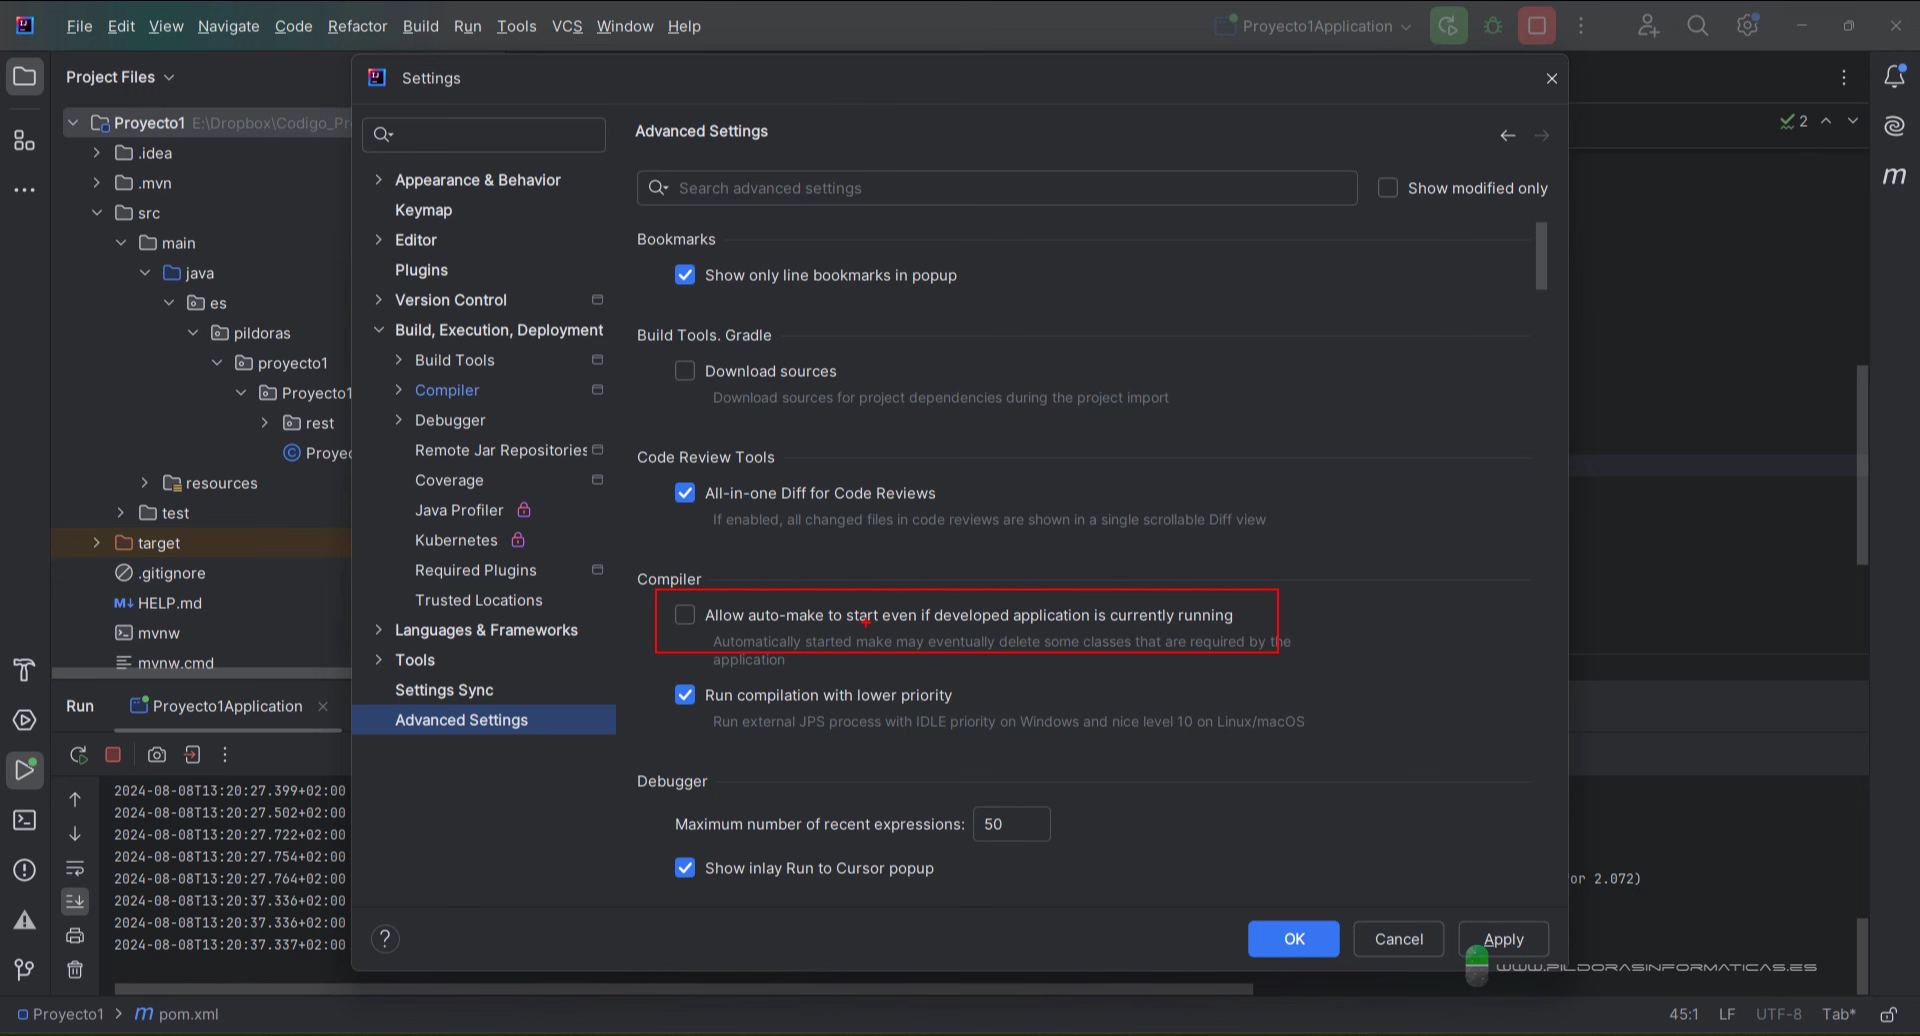 File Edit View Navigate Code Refactor Build Run Tools VCS Window Help
Proyecto1Application
Project Files
Settings
Proyecto1 E:\Dropbox\Codigo_Pr
.idea
.mvn
src
main
java
es
pildoras
proyecto1
Proyecto1
rest
Proyec
resources
test
target
.gitignore
M↓ HELP.md
mvnw
mvnw.cmd
Appearance & Behavior
Keymap
Editor
Plugins
Version Control
Build, Execution, Deployment
Build Tools
Compiler
Debugger
Remote Jar Repositories
Coverage
Java Profiler
Kubernetes
Required Plugins
Trusted Locations
Languages & Frameworks
Tools
Settings Sync
Advanced Settings
Advanced Settings
Search advanced settings
Show modified only
Bookmarks
Show only line bookmarks in popup
Build Tools. Gradle
Download sources
Download sources for project dependencies during the project import
Code Review Tools
All-in-one Diff for Code Reviews
If enabled, all changed files in code reviews are shown in a single scrollable Diff view
Compiler
Allow auto-make to start even if developed application is currently running
Automatically started make may eventually delete some classes that are required by the
application
Run compilation with lower priority
Run external JPS process with IDLE priority on Windows and nice level 10 on Linux/macOS
Debugger
Maximum number of recent expressions: 50
Show inlay Run to Cursor popup
? OK Cancel Apply
2
m
Run Proyecto1Application
2024-08-08T13:20:27.399+02:00
2024-08-08T13:20:27.502+02:00
2024-08-08T13:20:27.722+02:00
2024-08-08T13:20:27.754+02:00
2024-08-08T13:20:27.764+02:00
2024-08-08T13:20:37.336+02:00
2024-08-08T13:20:37.336+02:00
2024-08-08T13:20:37.337+02:00
or 2.072)
WWW.PILDORASINFORMATICAS.ES
Proyecto1 > m pom.xml
45:1 LF UTF-8 Tab*